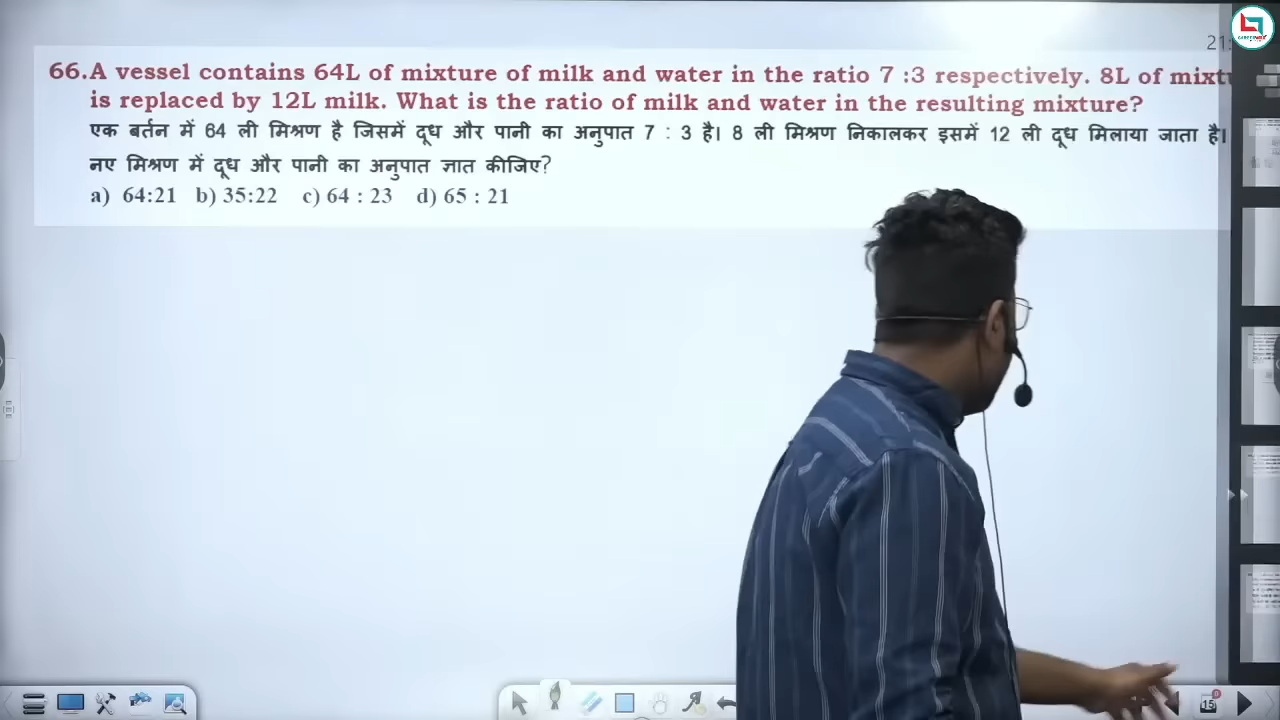 21:
66.A vessel contains 64L of mixture of milk and water in the ratio 7 :3 respectively. 8L of
is replaced by 12L milk. What is the ratio of milk and water in the resulting mixture?
एक बर्तन में 64 ली मिश्रण है जिसमें दूध और पानी का अनुपात 7 : 3 है। 8 ली मिश्रण निकालकर इसमें 12 ली दूध मिलाया जाता है।
नए मिश्रण में दूध और पानी का अनुपात ज्ञात कीजिए?
a) 64:21 b) 35:22 c) 64 : 23 d) 65 : 21
15